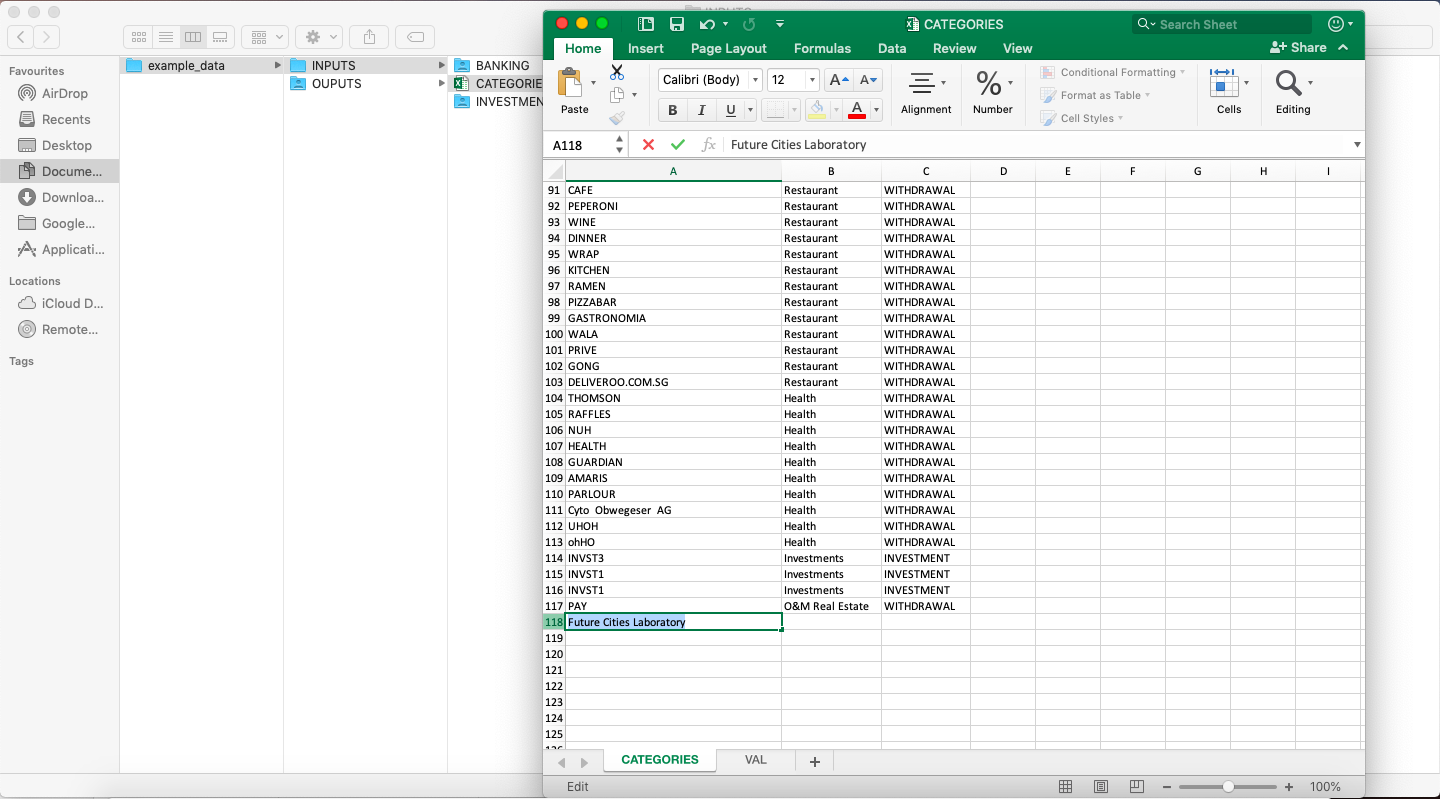 INPUTS
CATEGORIES
Search Sheet
Home Insert Page Layout Formulas Data Review View Share
Paste
Calibri (Body) 12 A A
B I U A
Alignment
%
Number
Conditional Formatting
Format as Table
Cell Styles
Cells
Editing
A118 fx Future Cities Laboratory
Favourites
AirDrop
Recents
Desktop
Docume...
Downloa...
Google...
Applicati...
Locations
iCloud D...
Remote...
Tags
example_data
INPUTS
OUPUTS
BANKING
CATEGORIE
INVESTMEN
A B C D E F G H I
91 CAFE Restaurant WITHDRAWAL
92 PEPERONI Restaurant WITHDRAWAL
93 WINE Restaurant WITHDRAWAL
94 DINNER Restaurant WITHDRAWAL
95 WRAP Restaurant WITHDRAWAL
96 KITCHEN Restaurant WITHDRAWAL
97 RAMEN Restaurant WITHDRAWAL
98 PIZZABAR Restaurant WITHDRAWAL
99 GASTRONOMIA Restaurant WITHDRAWAL
100 WALA Restaurant WITHDRAWAL
101 PRIVE Restaurant WITHDRAWAL
102 GONG Restaurant WITHDRAWAL
103 DELIVEROO.COM.SG Restaurant WITHDRAWAL
104 THOMSON Health WITHDRAWAL
105 RAFFLES Health WITHDRAWAL
106 NUH Health WITHDRAWAL
107 HEALTH Health WITHDRAWAL
108 GUARDIAN Health WITHDRAWAL
109 AMARIS Health WITHDRAWAL
110 PARLOUR Health WITHDRAWAL
111 Cyto Obwegeser AG Health WITHDRAWAL
112 UHOH Health WITHDRAWAL
113 ohHO Health WITHDRAWAL
114 INVST3 Investments INVESTMENT
115 INVST1 Investments INVESTMENT
116 INVST1 Investments INVESTMENT
117 PAY O&M Real Estate WITHDRAWAL
118 Future Cities Laboratory
119
120
121
122
123
124
125
126
CATEGORIES VAL +
Edit 100%